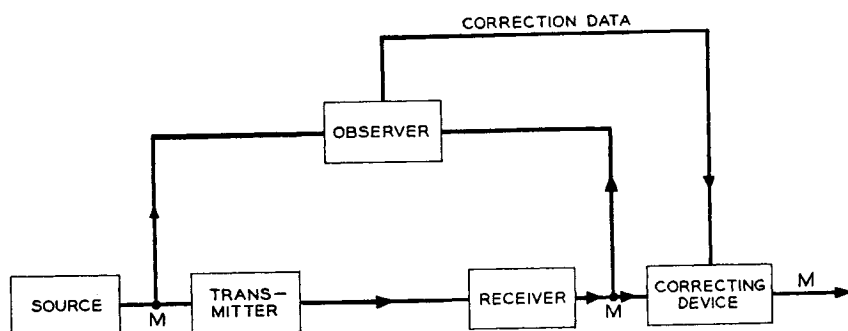 CORRECTION DATA
OBSERVER
SOURCE
M
TRANS-
MITTER
RECEIVER
M
CORRECTING
DEVICE
M